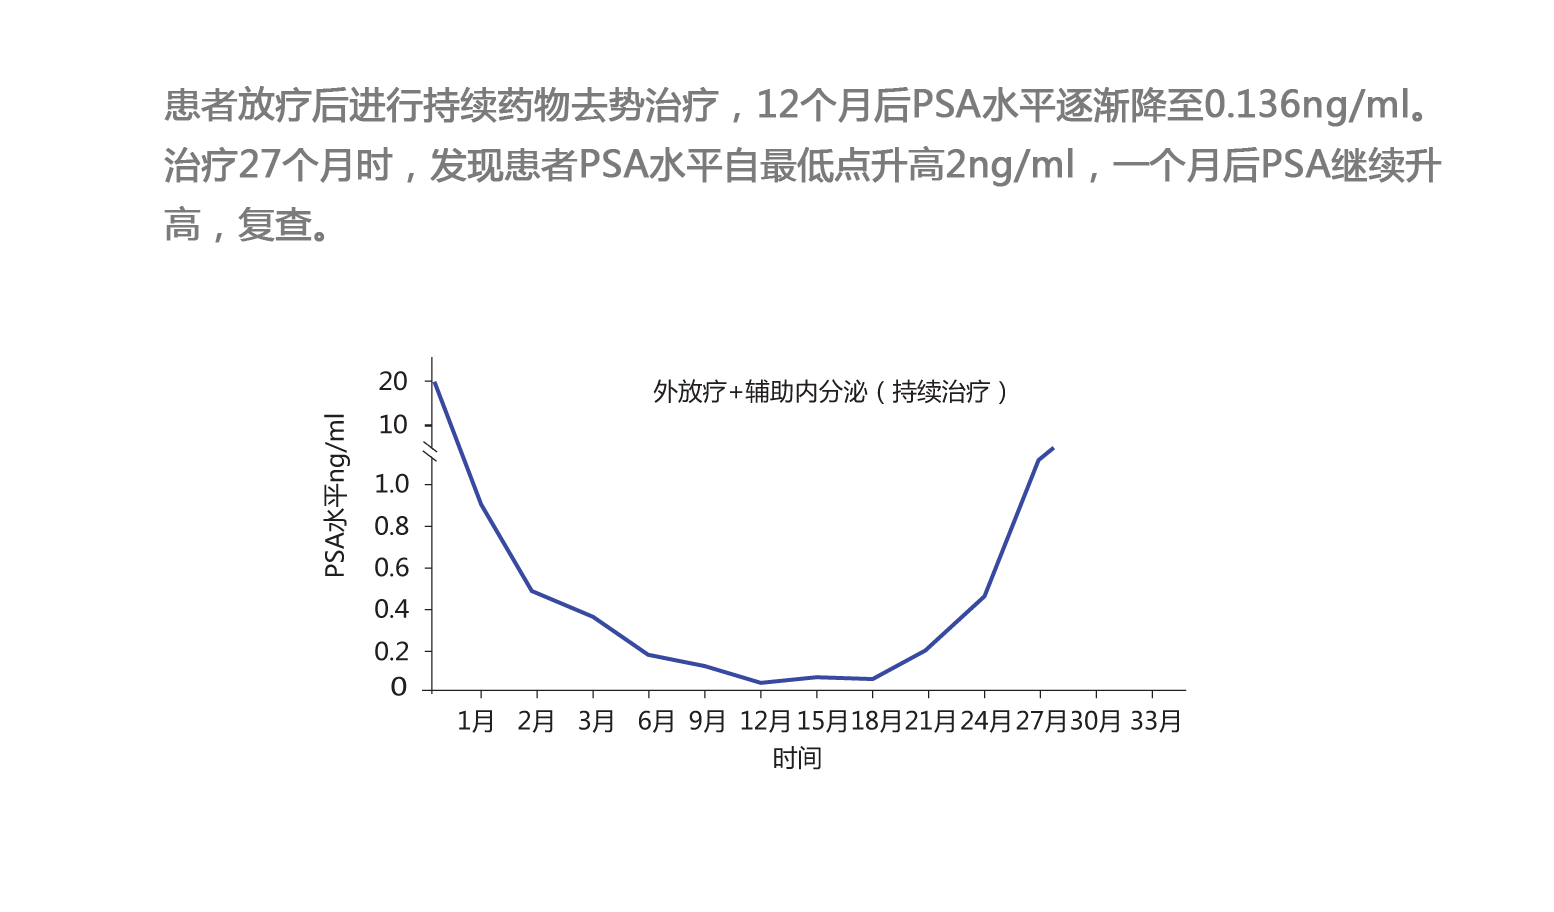 患者放疗后进行持续药物去势治疗，12个月后PSA水平逐渐降至0.136ng/ml。
治疗27个月时，发现患者PSA水平自最低点升高2ng/ml，一个月后PSA继续升
高，复查。
外放疗+辅助内分泌（持续治疗）
PSA水平ng/ml
20
10
1.0
0.8
0.6
0.4
0.2
0
1月 2月 3月 6月 9月 12月 15月 18月 21月 24月 27月 30月 33月
时间